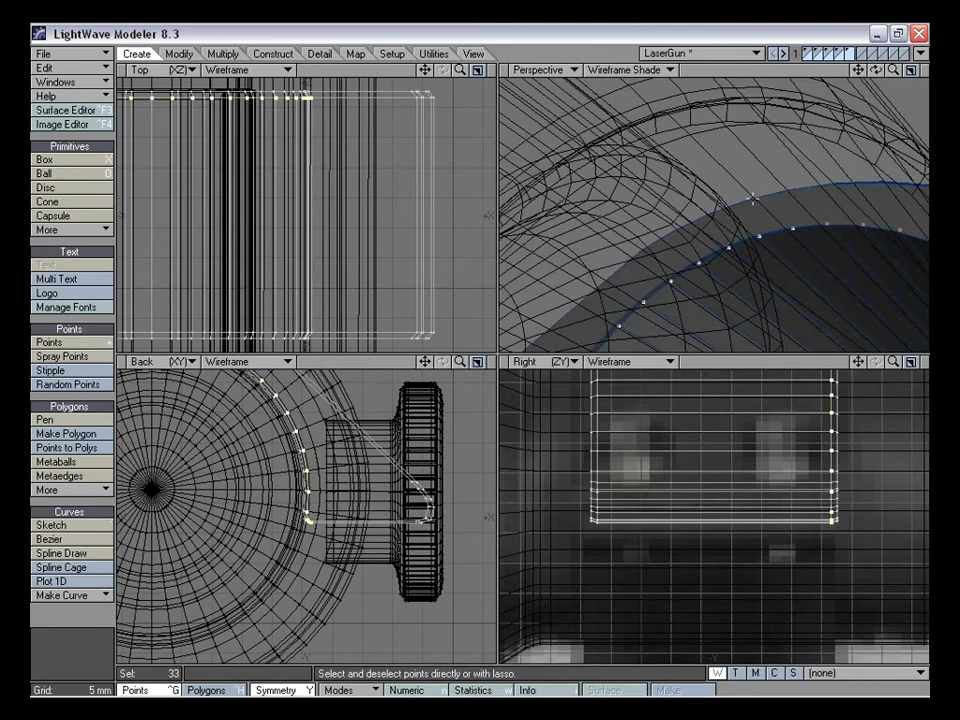 LightWave Modeler 8.3
File Create Modify Multiply Construct Detail Map Setup Utilities View LaserGun * 1
Edit Top (XZ) Wireframe Perspective Wireframe Shade
Windows
Help
Surface Editor F3
Image Editor ^F4
Primitives
Box X
Ball O
Disc
Cone
Capsule
More
Text
Text
Multi Text
Logo
Manage Fonts
Points
Points +
Spray Points
Back (XY) Wireframe Right (ZY) Wireframe
Stipple
Random Points
Polygons
Pen
Make Polygon
Points to Polys
Metaballs
Metaedges
More
Curves
Sketch
Bezier
Spline Draw
Spline Cage
Plot 1D
Make Curve
Sel: 33 Select and deselect points directly or with lasso. W T M C S (none)
Grid: 5 mm Points ^G Polygons ^H Symmetry Y Modes Numeric n Statistics w Info i Surface Make